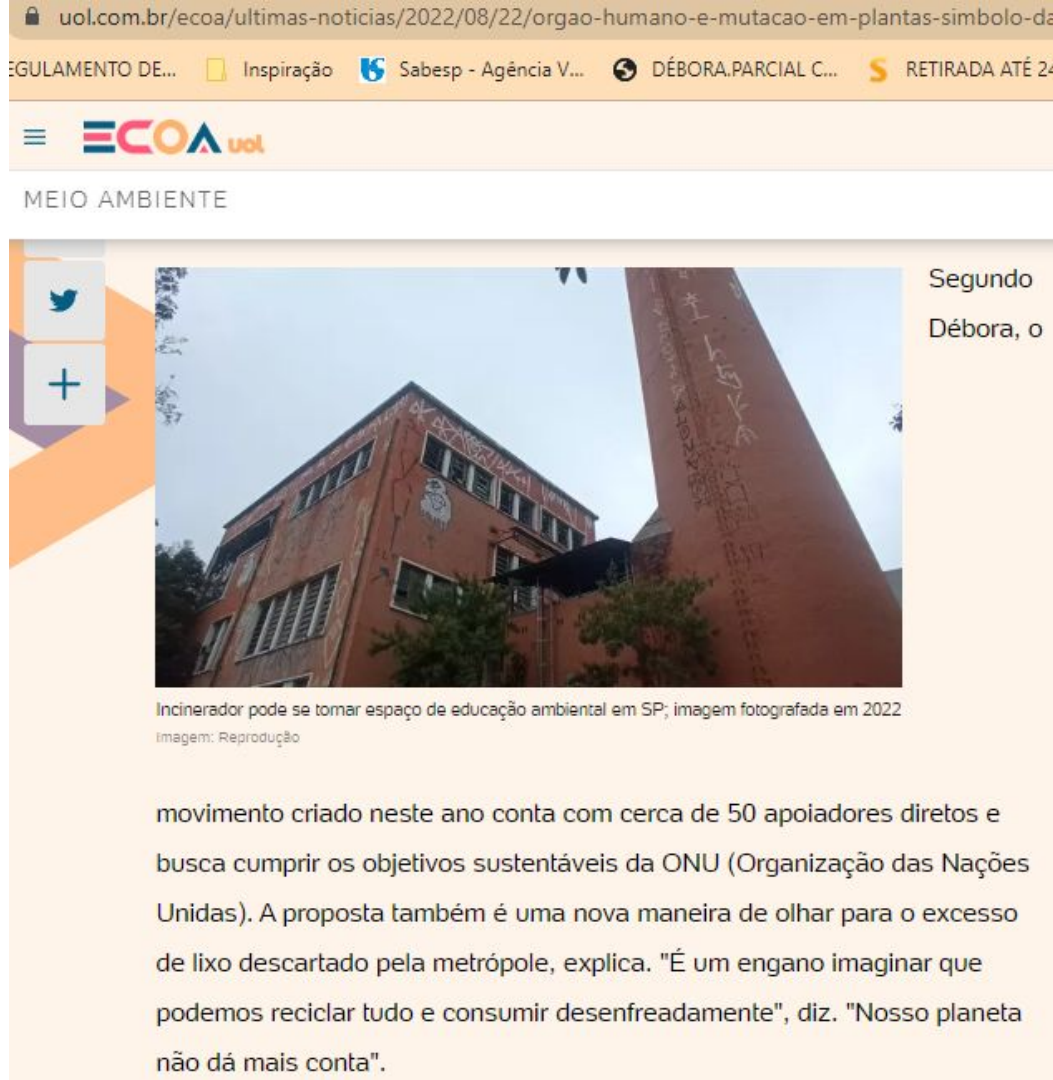 uol.com.br/ecoa/ultimas-noticias/2022/08/22/orgao-humano-e-mutacao-em-plantas-simbolo-da
EGULAMENTO DE... Inspiração Sabesp - Agência V... DÉBORA.PARCIAL C... RETIRADA ATÉ 24
ECOA uol
MEIO AMBIENTE
Segundo
Débora, o
Incinerador pode se tornar espaço de educação ambiental em SP; imagem fotografada em 2022
Imagem: Reprodução
movimento criado neste ano conta com cerca de 50 apoiadores diretos e
busca cumprir os objetivos sustentáveis da ONU (Organização das Nações
Unidas). A proposta também é uma nova maneira de olhar para o excesso
de lixo descartado pela metrópole, explica. "É um engano imaginar que
podemos reciclar tudo e consumir desenfreadamente", diz. "Nosso planeta
não dá mais conta".